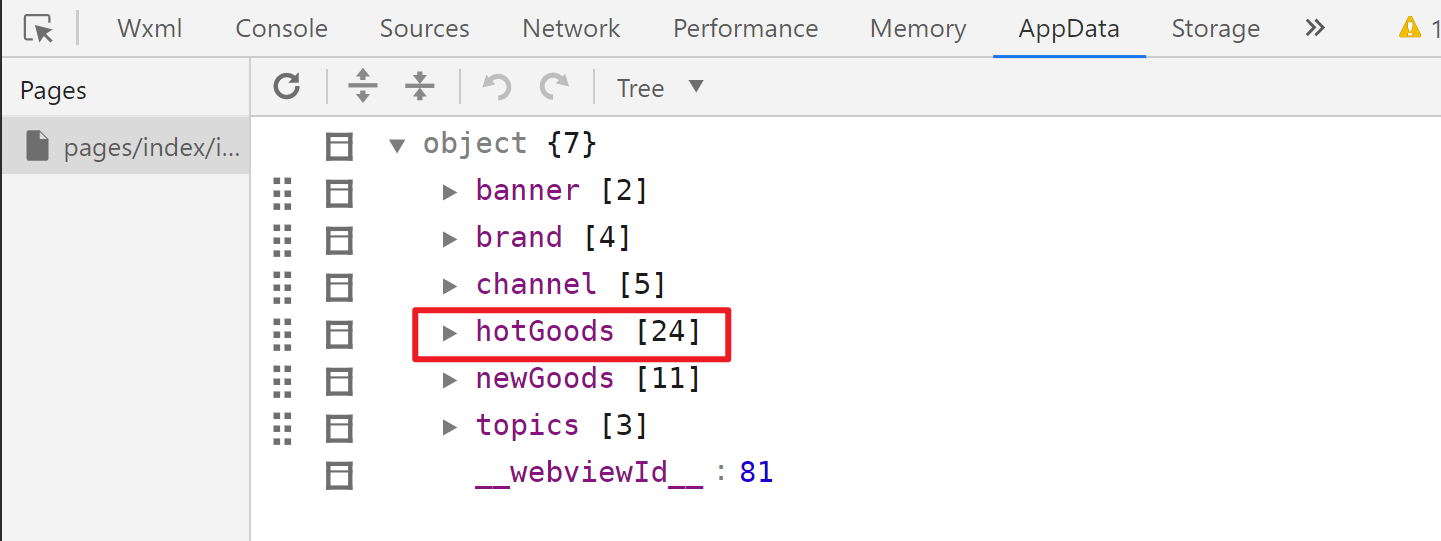 Wxml Console Sources Network Performance Memory AppData Storage 1
Pages
Tree
pages/index/i...
object {7}
banner [2]
brand [4]
channel [5]
hotGoods [24]
newGoods [11]
topics [3]
__webviewId__ : 81